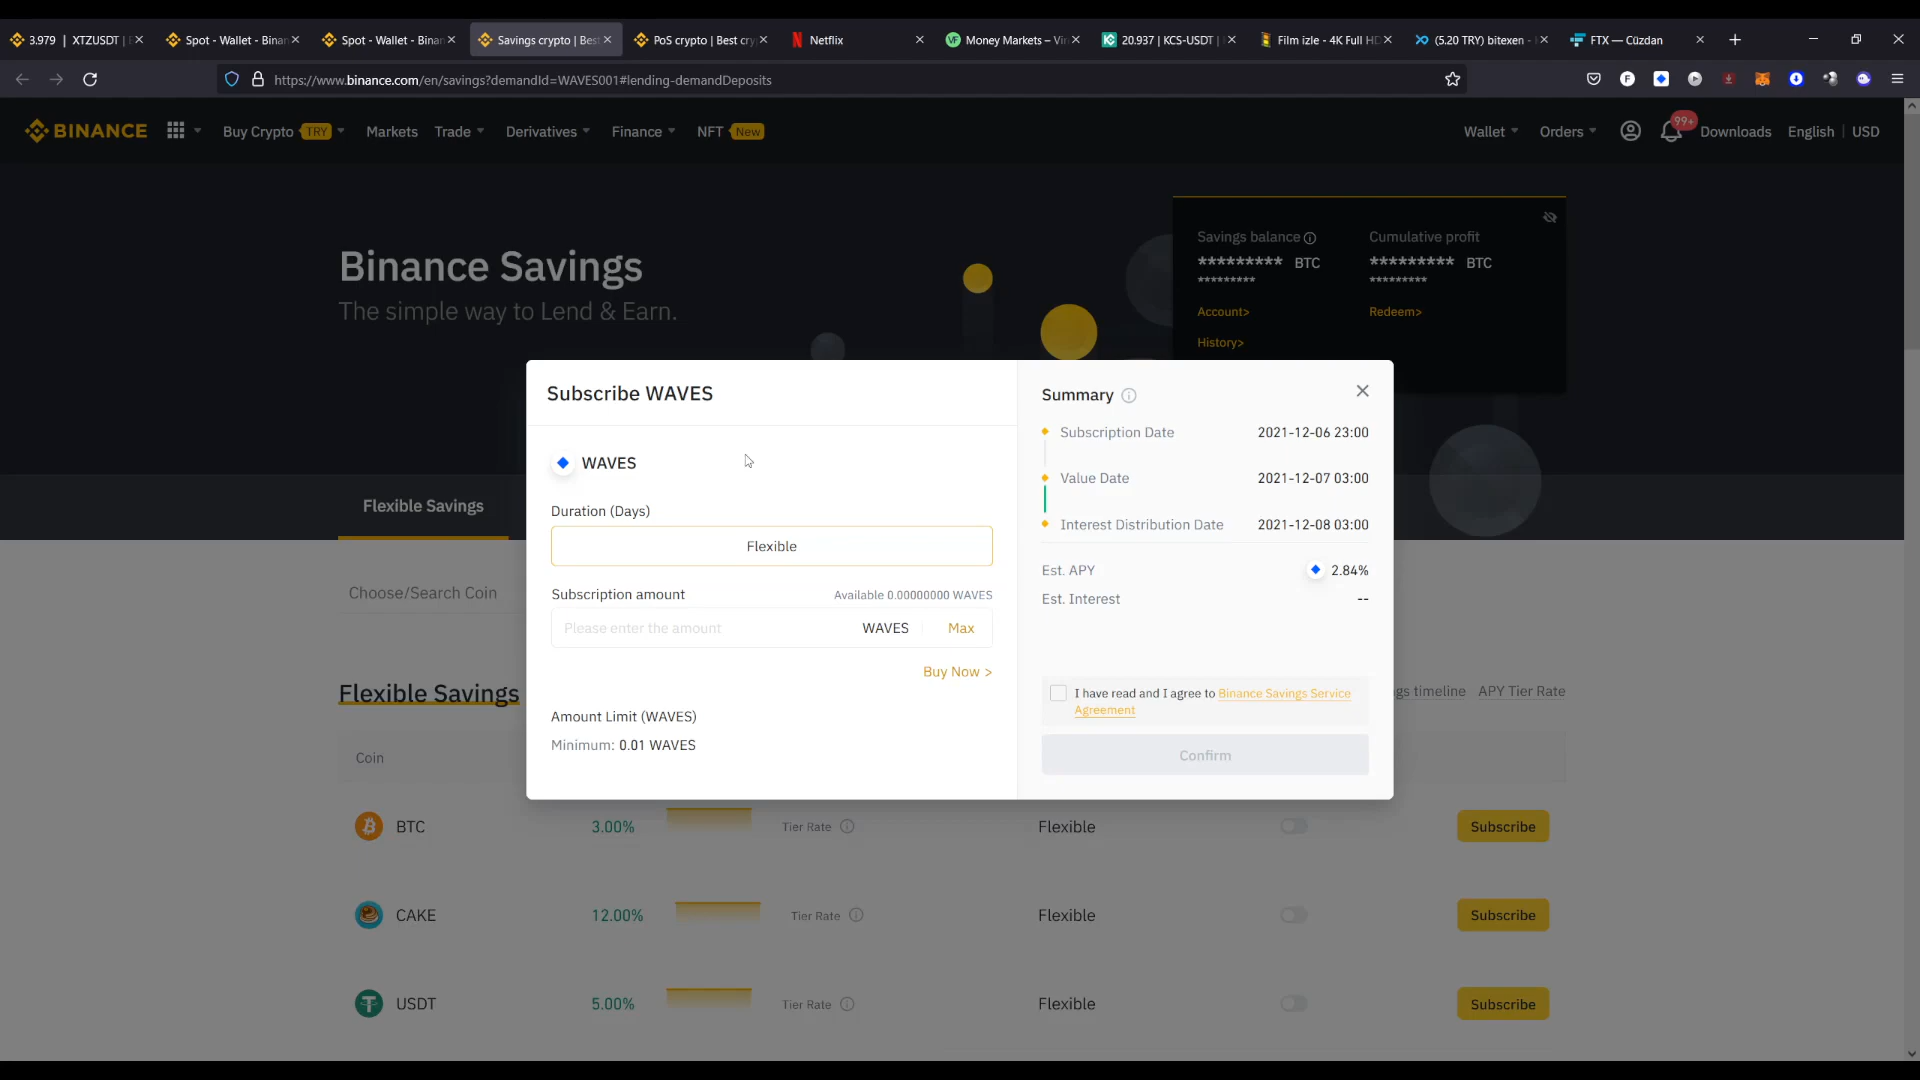 3.979 | XTZUSDT |
Spot - Wallet - Binan
Spot - Wallet - Binan
Savings crypto | Bes
PoS crypto | Best cry
Netflix
Money Markets – V
20.937 | KCS-USDT |
Film izle - 4K Full H
(5.20 TRY) bitexen -
FTX — Cüzdan
https://www.binance.com/en/savings?demandId=WAVES001#lending-demandDeposits
BINANCE
Buy Crypto TRY
Markets
Trade
Derivatives
Finance
NFT New
Wallet
Orders
99+
Downloads
English | USD
Binance Savings
The simple way to Lend & Earn.
Savings balance
Cumulative profit
********* BTC
********* BTC
*********
*********
Account>
Redeem>
History>
Flexible Savings
Choose/Search Coin
Subscribe WAVES
WAVES
Duration (Days)
Flexible
Subscription amount
Available 0.00000000 WAVES
Please enter the amount
WAVES
Max
Buy Now >
Amount Limit (WAVES)
Minimum: 0.01 WAVES
Summary
Subscription Date 2021-12-06 23:00
Value Date 2021-12-07 03:00
Interest Distribution Date 2021-12-08 03:00
Est. APY 2.84%
Est. Interest --
I have read and I agree to Binance Savings Service
Agreement
Confirm
Flexible Savings
gs timeline
APY Tier Rate
Coin
BTC 3.00% Tier Rate Flexible Subscribe
CAKE 12.00% Tier Rate Flexible Subscribe
USDT 5.00% Tier Rate Flexible Subscribe